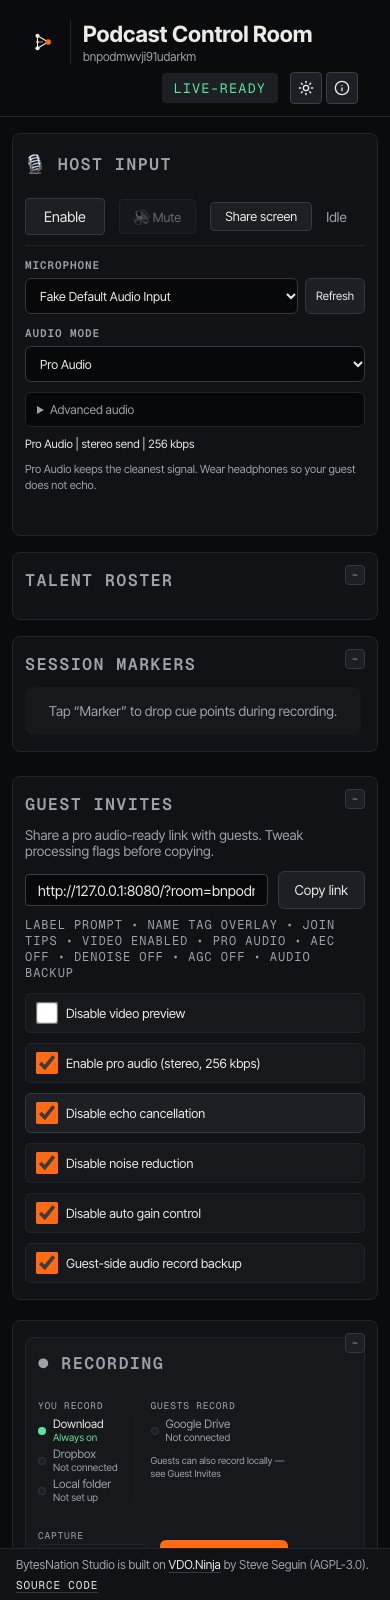 Podcast Control Room
bnpodmwvji91udarkm
LIVE-READY
HOST INPUT
Enable
Mute
Share screen
Idle
MICROPHONE
Fake Default Audio Input
Refresh
AUDIO MODE
Pro Audio
Advanced audio
Pro Audio | stereo send | 256 kbps
Pro Audio keeps the cleanest signal. Wear headphones so your guest
does not echo.
TALENT ROSTER
–
SESSION MARKERS
–
Tap “Marker” to drop cue points during recording.
GUEST INVITES
–
Share a pro audio-ready link with guests. Tweak
processing flags before copying.
http://127.0.0.1:8080/?room=bnpodr
Copy link
LABEL PROMPT • NAME TAG OVERLAY • JOIN
TIPS • VIDEO ENABLED • PRO AUDIO • AEC
OFF • DENOISE OFF • AGC OFF • AUDIO
BACKUP
Disable video preview
Enable pro audio (stereo, 256 kbps)
Disable echo cancellation
Disable noise reduction
Disable auto gain control
Guest-side audio record backup
–
RECORDING
YOU RECORD
Download
Always on
Dropbox
Not connected
Local folder
Not set up
GUESTS RECORD
Google Drive
Not connected
Guests can also record locally —
see Guest Invites
CAPTURE
BytesNation Studio is built on VDO.Ninja by Steve Seguin (AGPL-3.0).
SOURCE CODE